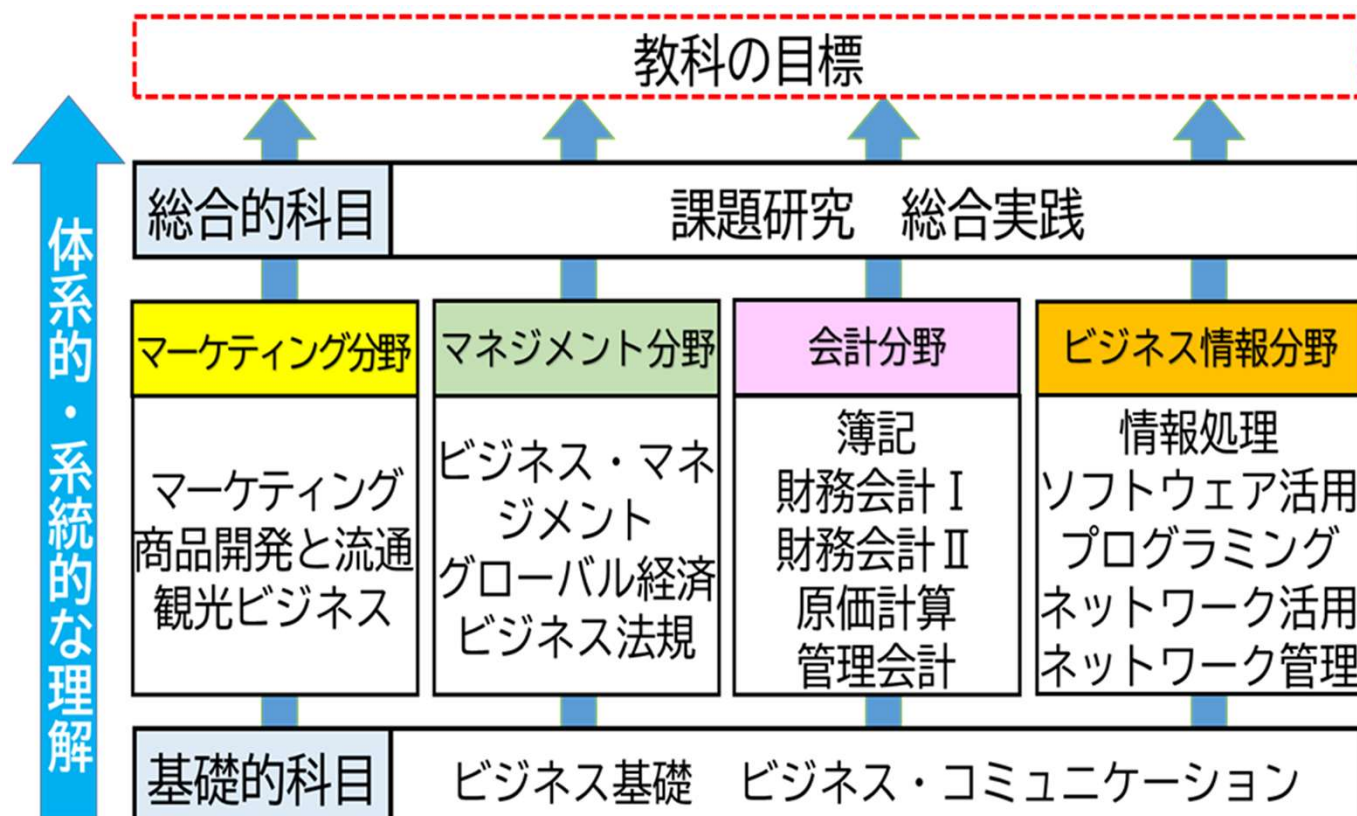 教科の目標
体系的・系統的な理解
総合的科目
課題研究　総合実践
マーケティング分野
マーケティング
商品開発と流通
観光ビジネス
マネジメント分野
ビジネス・マネ
ジメント
グローバル経済
ビジネス法規
会計分野
簿記
財務会計Ⅰ
財務会計Ⅱ
原価計算
管理会計
ビジネス情報分野
情報処理
ソフトウェア活用
プログラミング
ネットワーク活用
ネットワーク管理
基礎的科目
ビジネス基礎　ビジネス・コミュニケーション